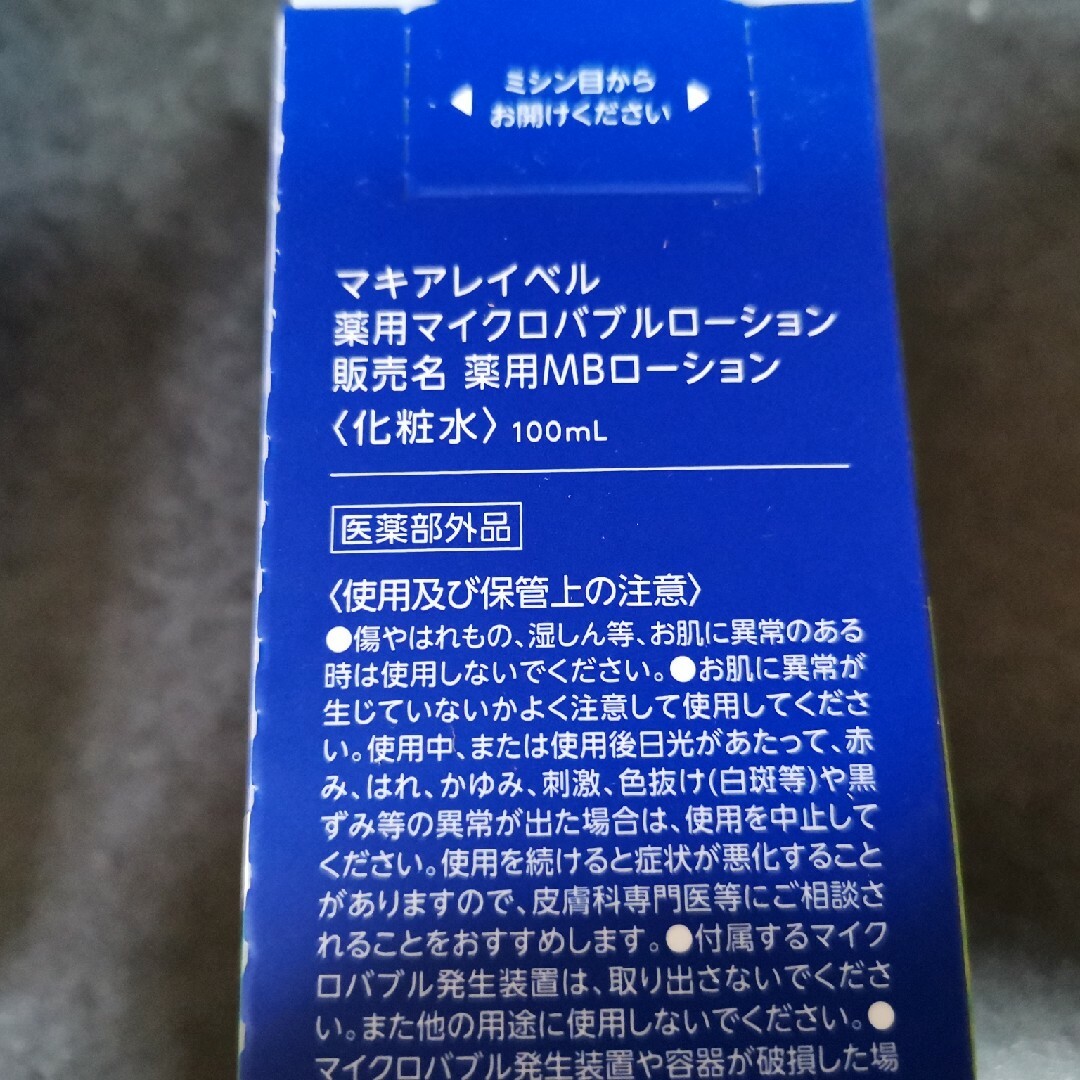 ミシン目から
お開けください
マキアレイベル
薬用マイクロバブルローション
販売名 薬用MBローション
〈化粧水〉100mL
医薬部外品
〈使用及び保管上の注意〉
●傷やはれもの、湿しん等、お肌に異常のある
時は使用しないでください。●お肌に異常が
生じていないかよく注意して使用してくださ
い。使用中、または使用後日光があたって、赤
み、はれ、かゆみ、刺激、色抜け(白斑等)や黒
ずみ等の異常が出た場合は、使用を中止して
ください。使用を続けると症状が悪化すること
がありますので、皮膚科専門医等にご相談さ
れることをおすすめします。●付属するマイク
ロバブル発生装置は、取り出さないでくださ
い。また他の用途に使用しないでください。●
マイクロバブル発生装置や容器が破損した場